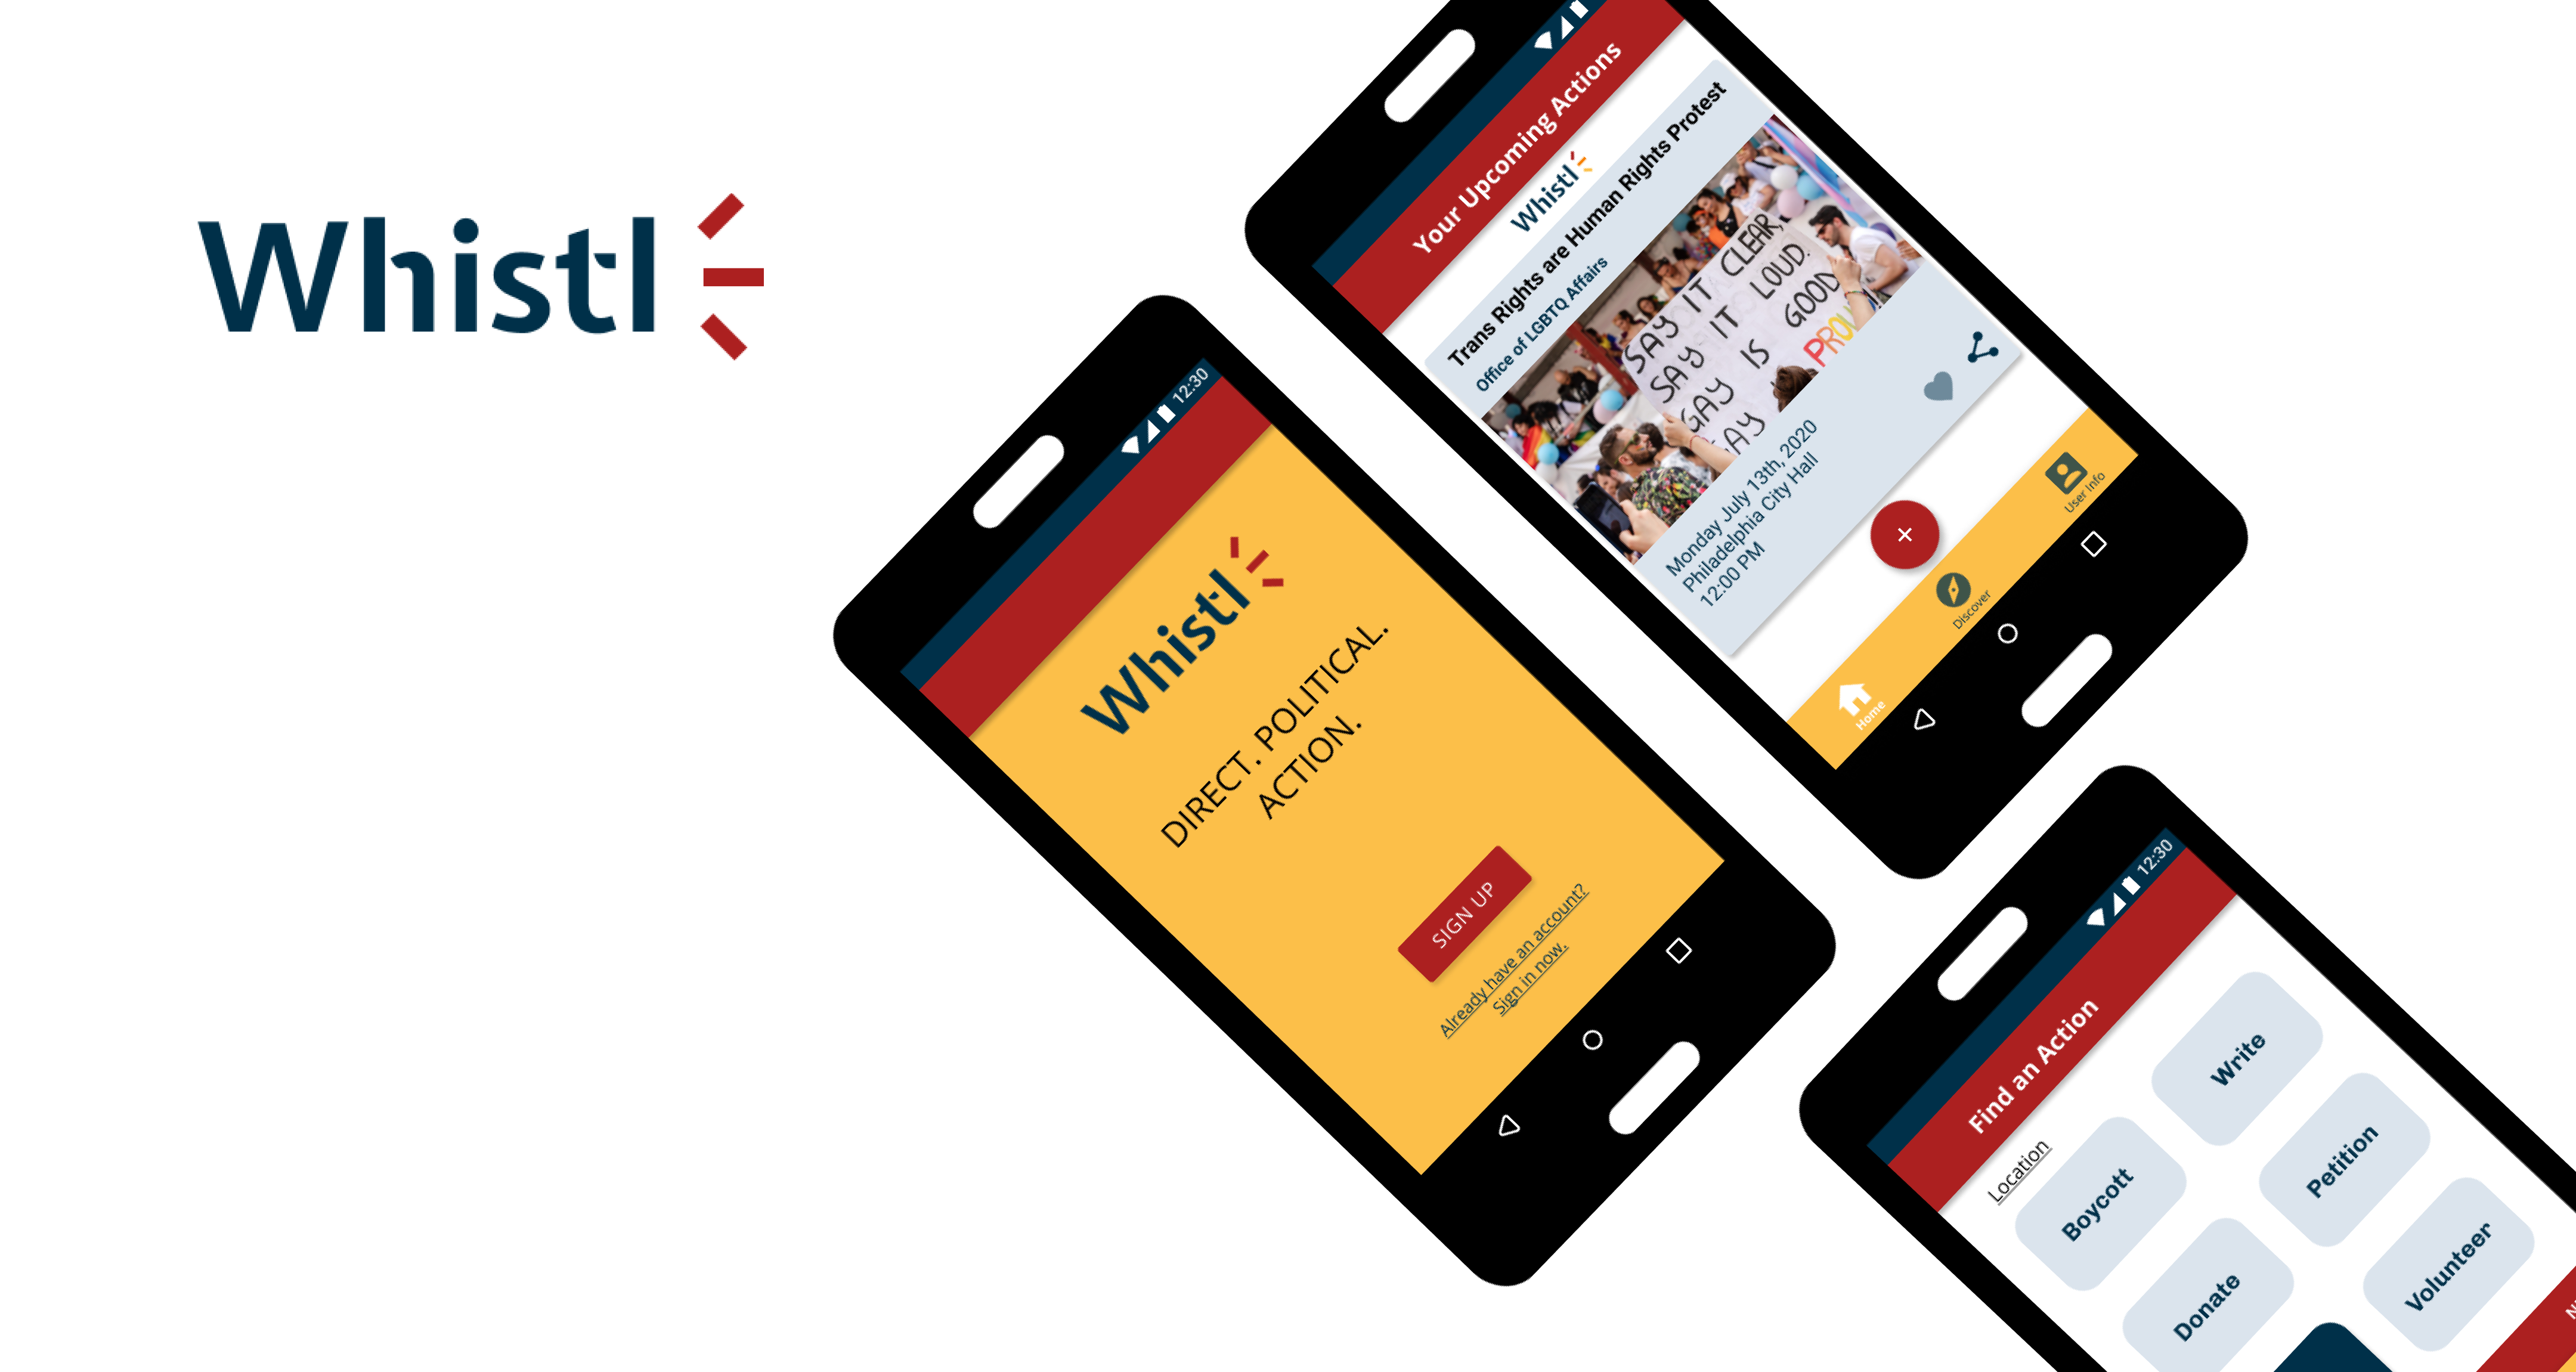 Whistl
12:30
Whistl
DIRECT. POLITICAL.
ACTION.
SIGN UP
Already have an account?
Sign in now.
Your Upcoming Actions
Whistl
Trans Rights are Human Rights Protest
Office of LGBTQ Affairs
SAY IT CLEAR,
SAY IT LOUD.
GAY IS GOOD
PROU
Monday July 13th, 2020
Philadelphia City Hall
12:00 PM
Home
Discover
User Info
12:30
Find an Action
Location
Boycott
Write
Donate
Petition
Volunteer